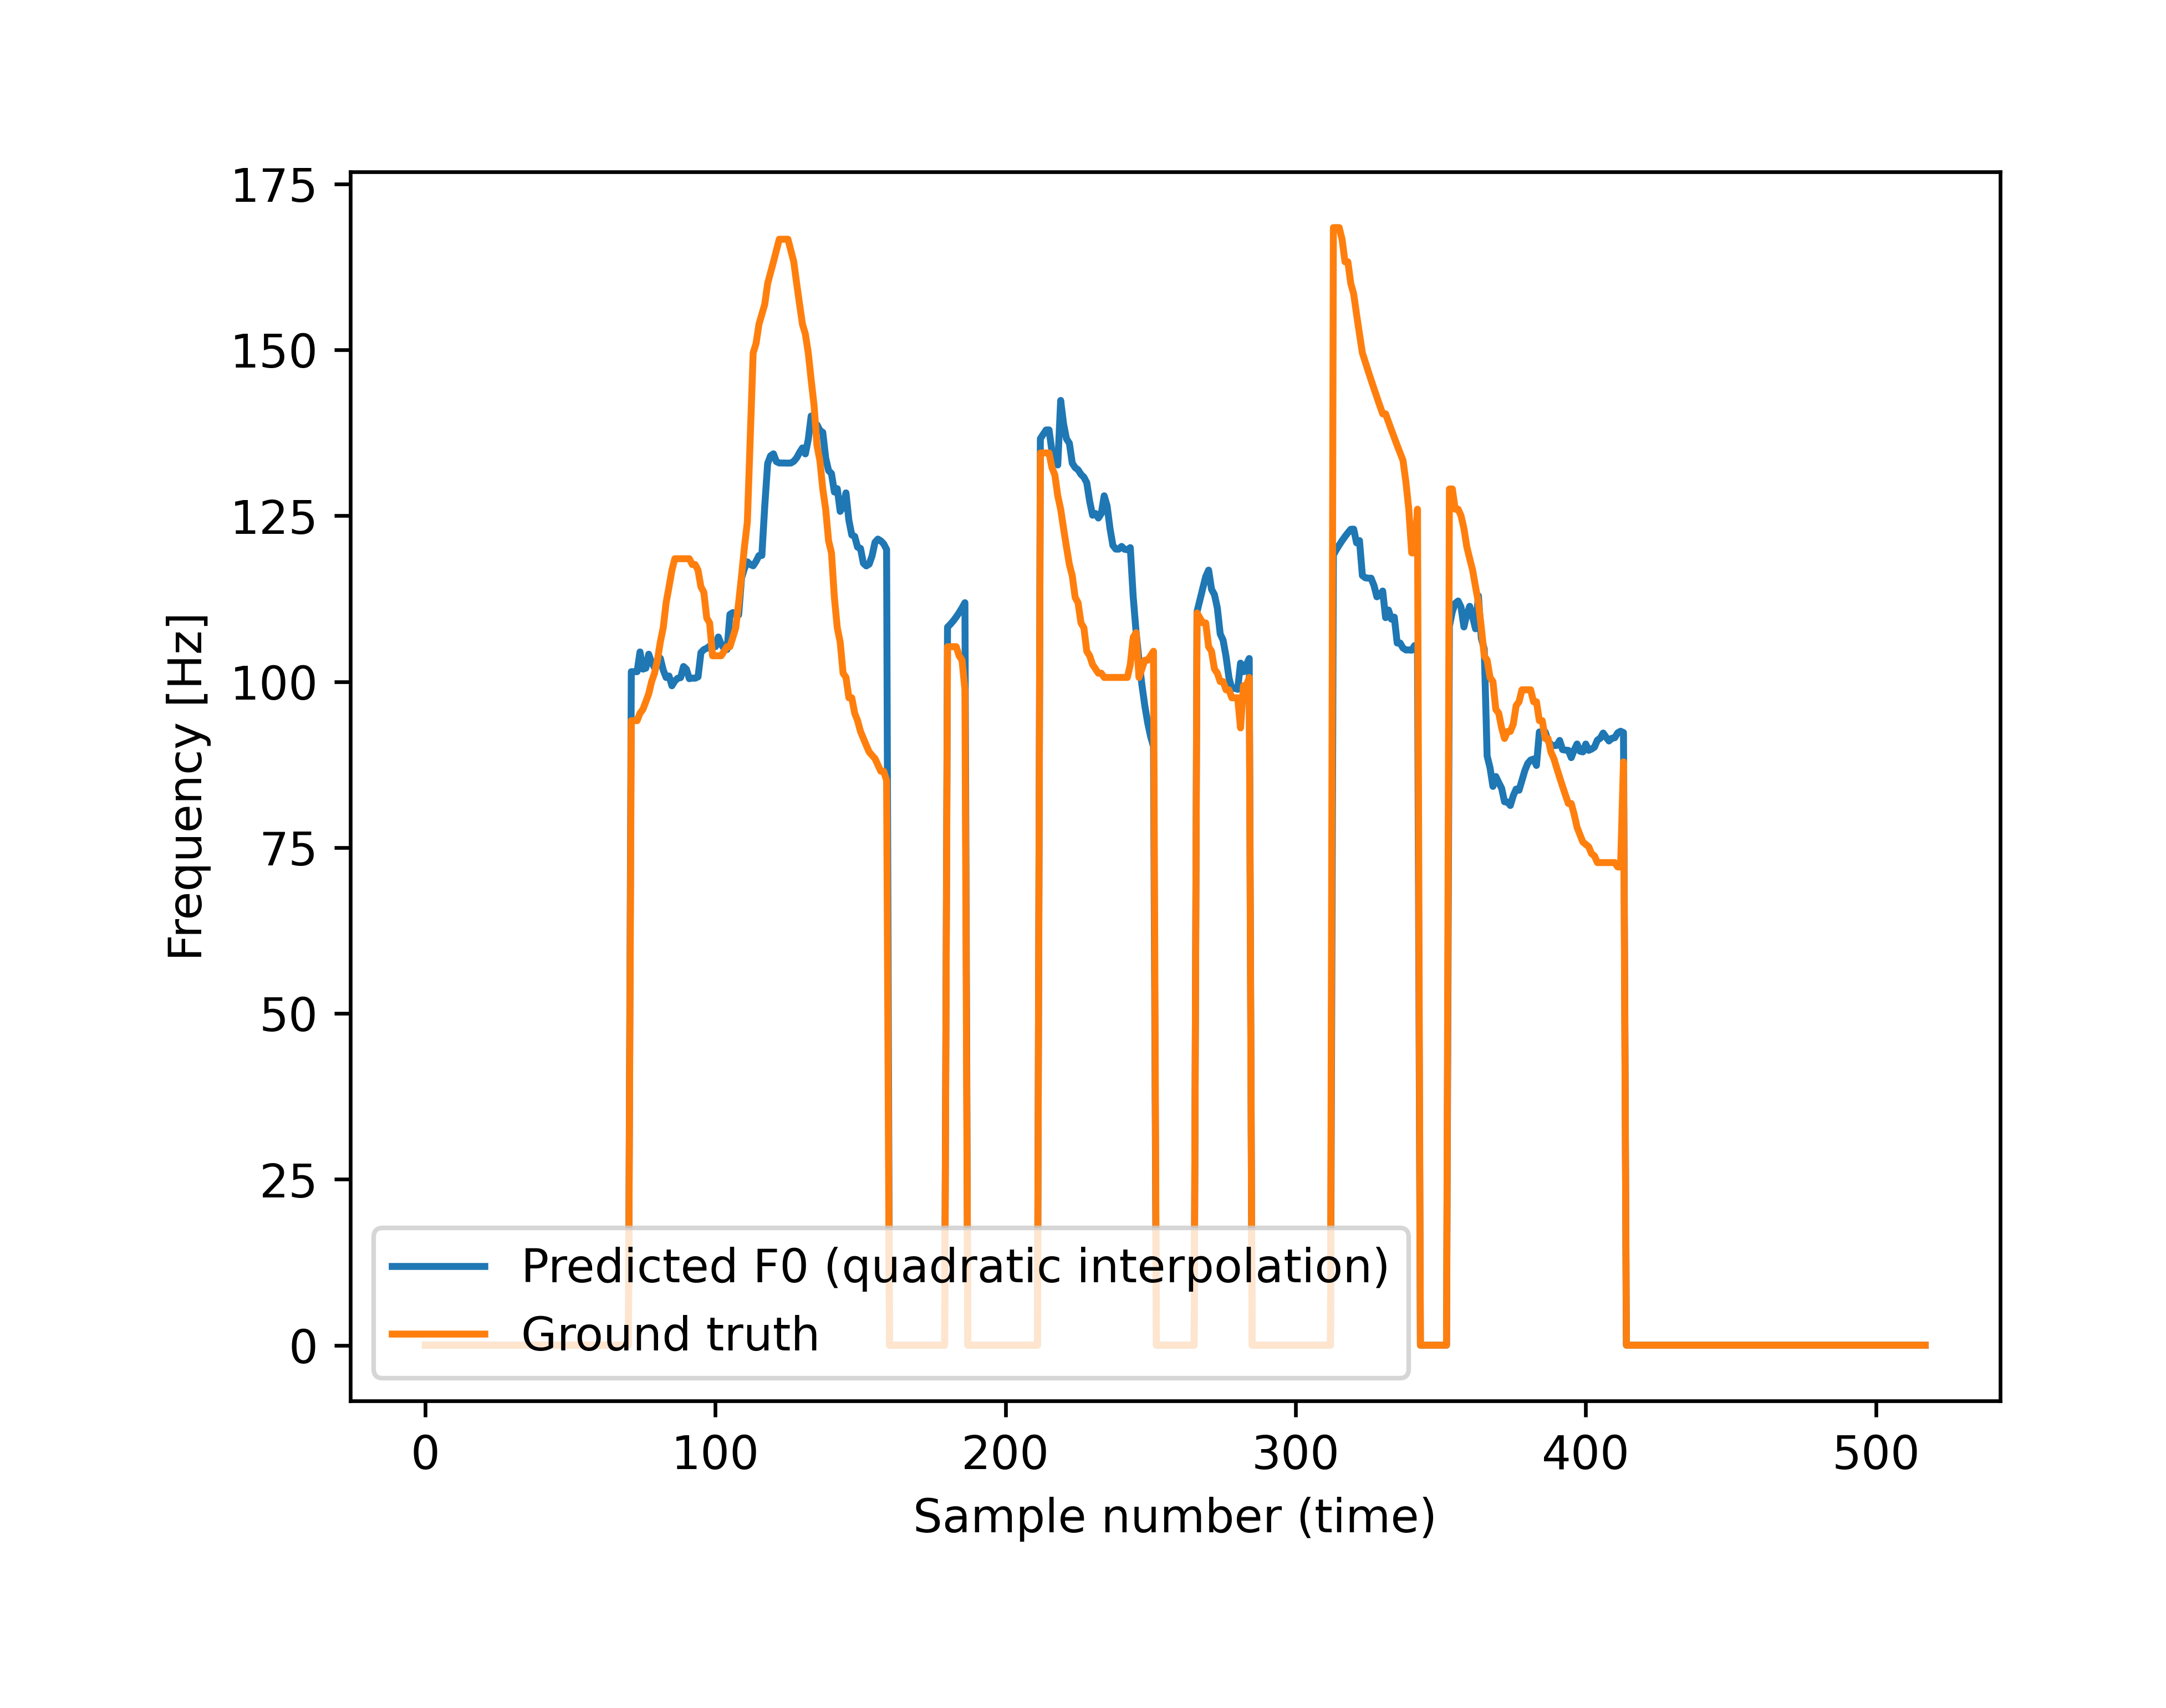 175
150
125
100
75
50
25
0
Frequency [Hz]
Predicted F0 (quadratic interpolation)
Ground truth
0 100 200 300 400 500
Sample number (time)